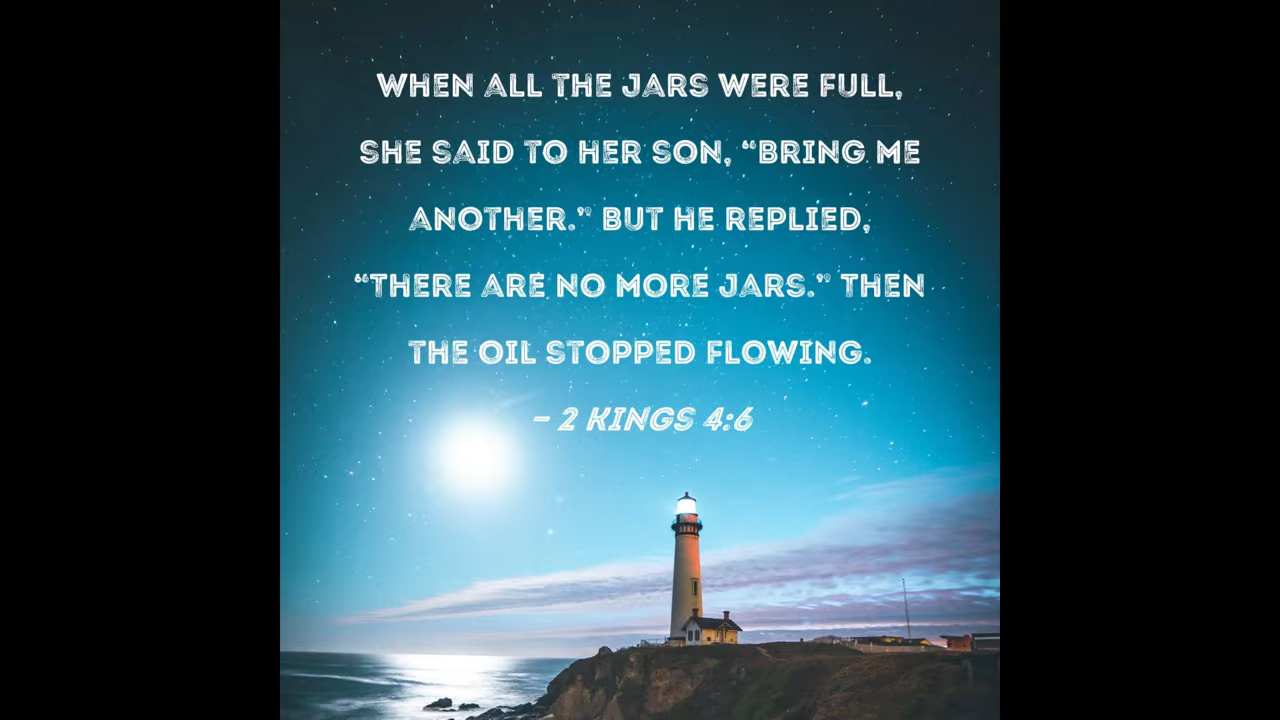 WHEN ALL THE JARS WERE FULL,
SHE SAID TO HER SON, “BRING ME
ANOTHER.” BUT HE REPLIED,
“THERE ARE NO MORE JARS.” THEN
THE OIL STOPPED FLOWING.
– 2 KINGS 4:6